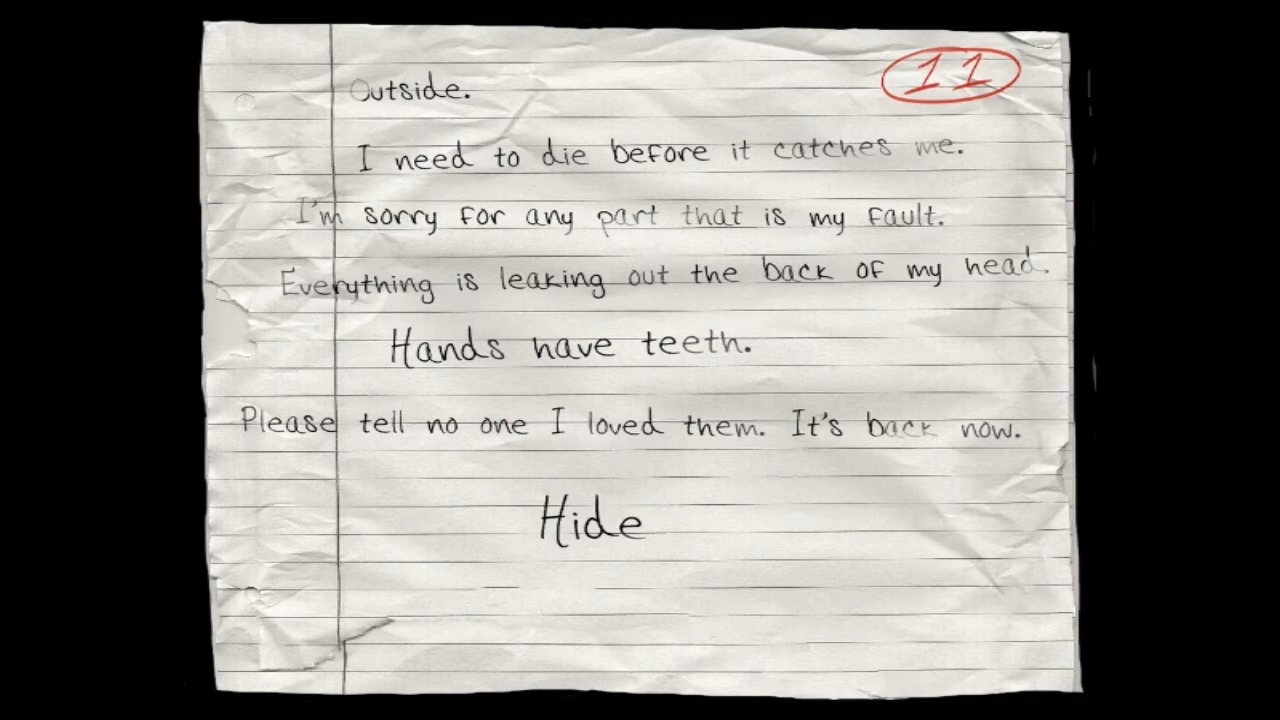 11
Outside.
I need to die before it catches me.
I'm sorry for any part that is my fault.
Everything is leaking out the back of my head.
Hands have teeth.
Please tell no one I loved them. It's back now.
Hide